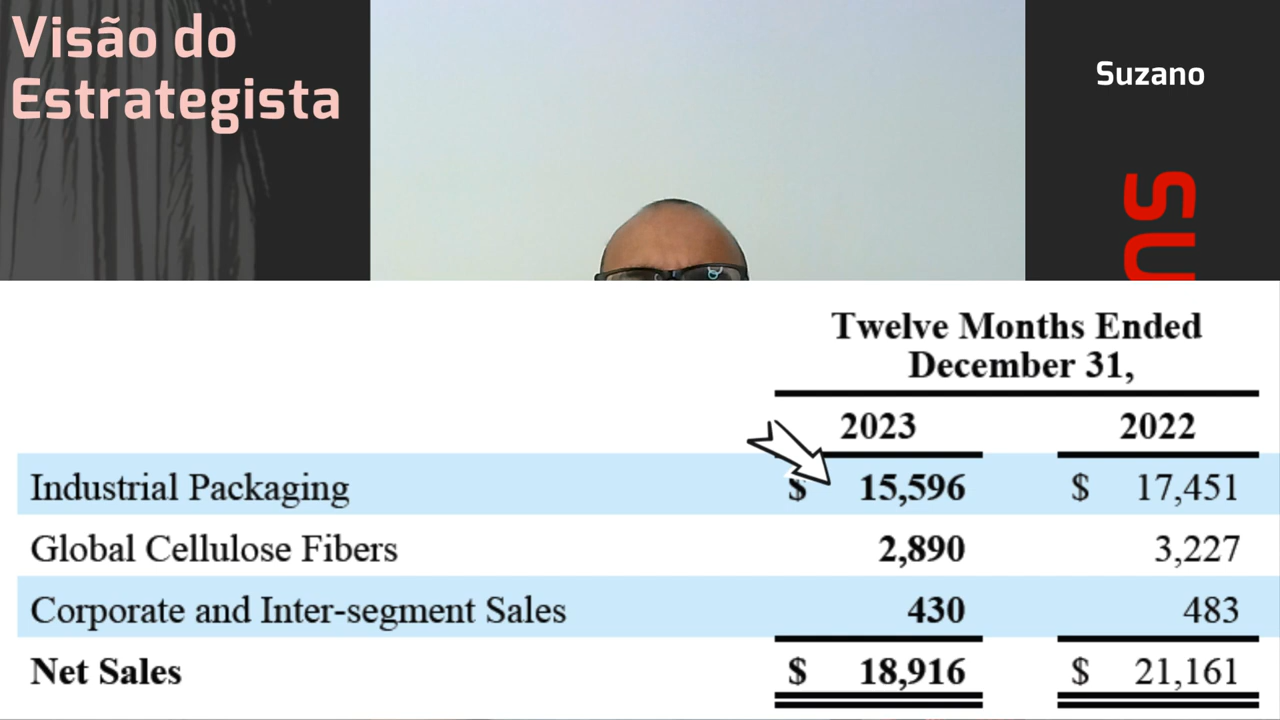 Visão do
Estrategista
Suzano
SU
Twelve Months Ended
December 31,
2023 2022
Industrial Packaging $ 15,596 $ 17,451
Global Cellulose Fibers 2,890 3,227
Corporate and Inter-segment Sales 430 483
Net Sales $ 18,916 $ 21,161